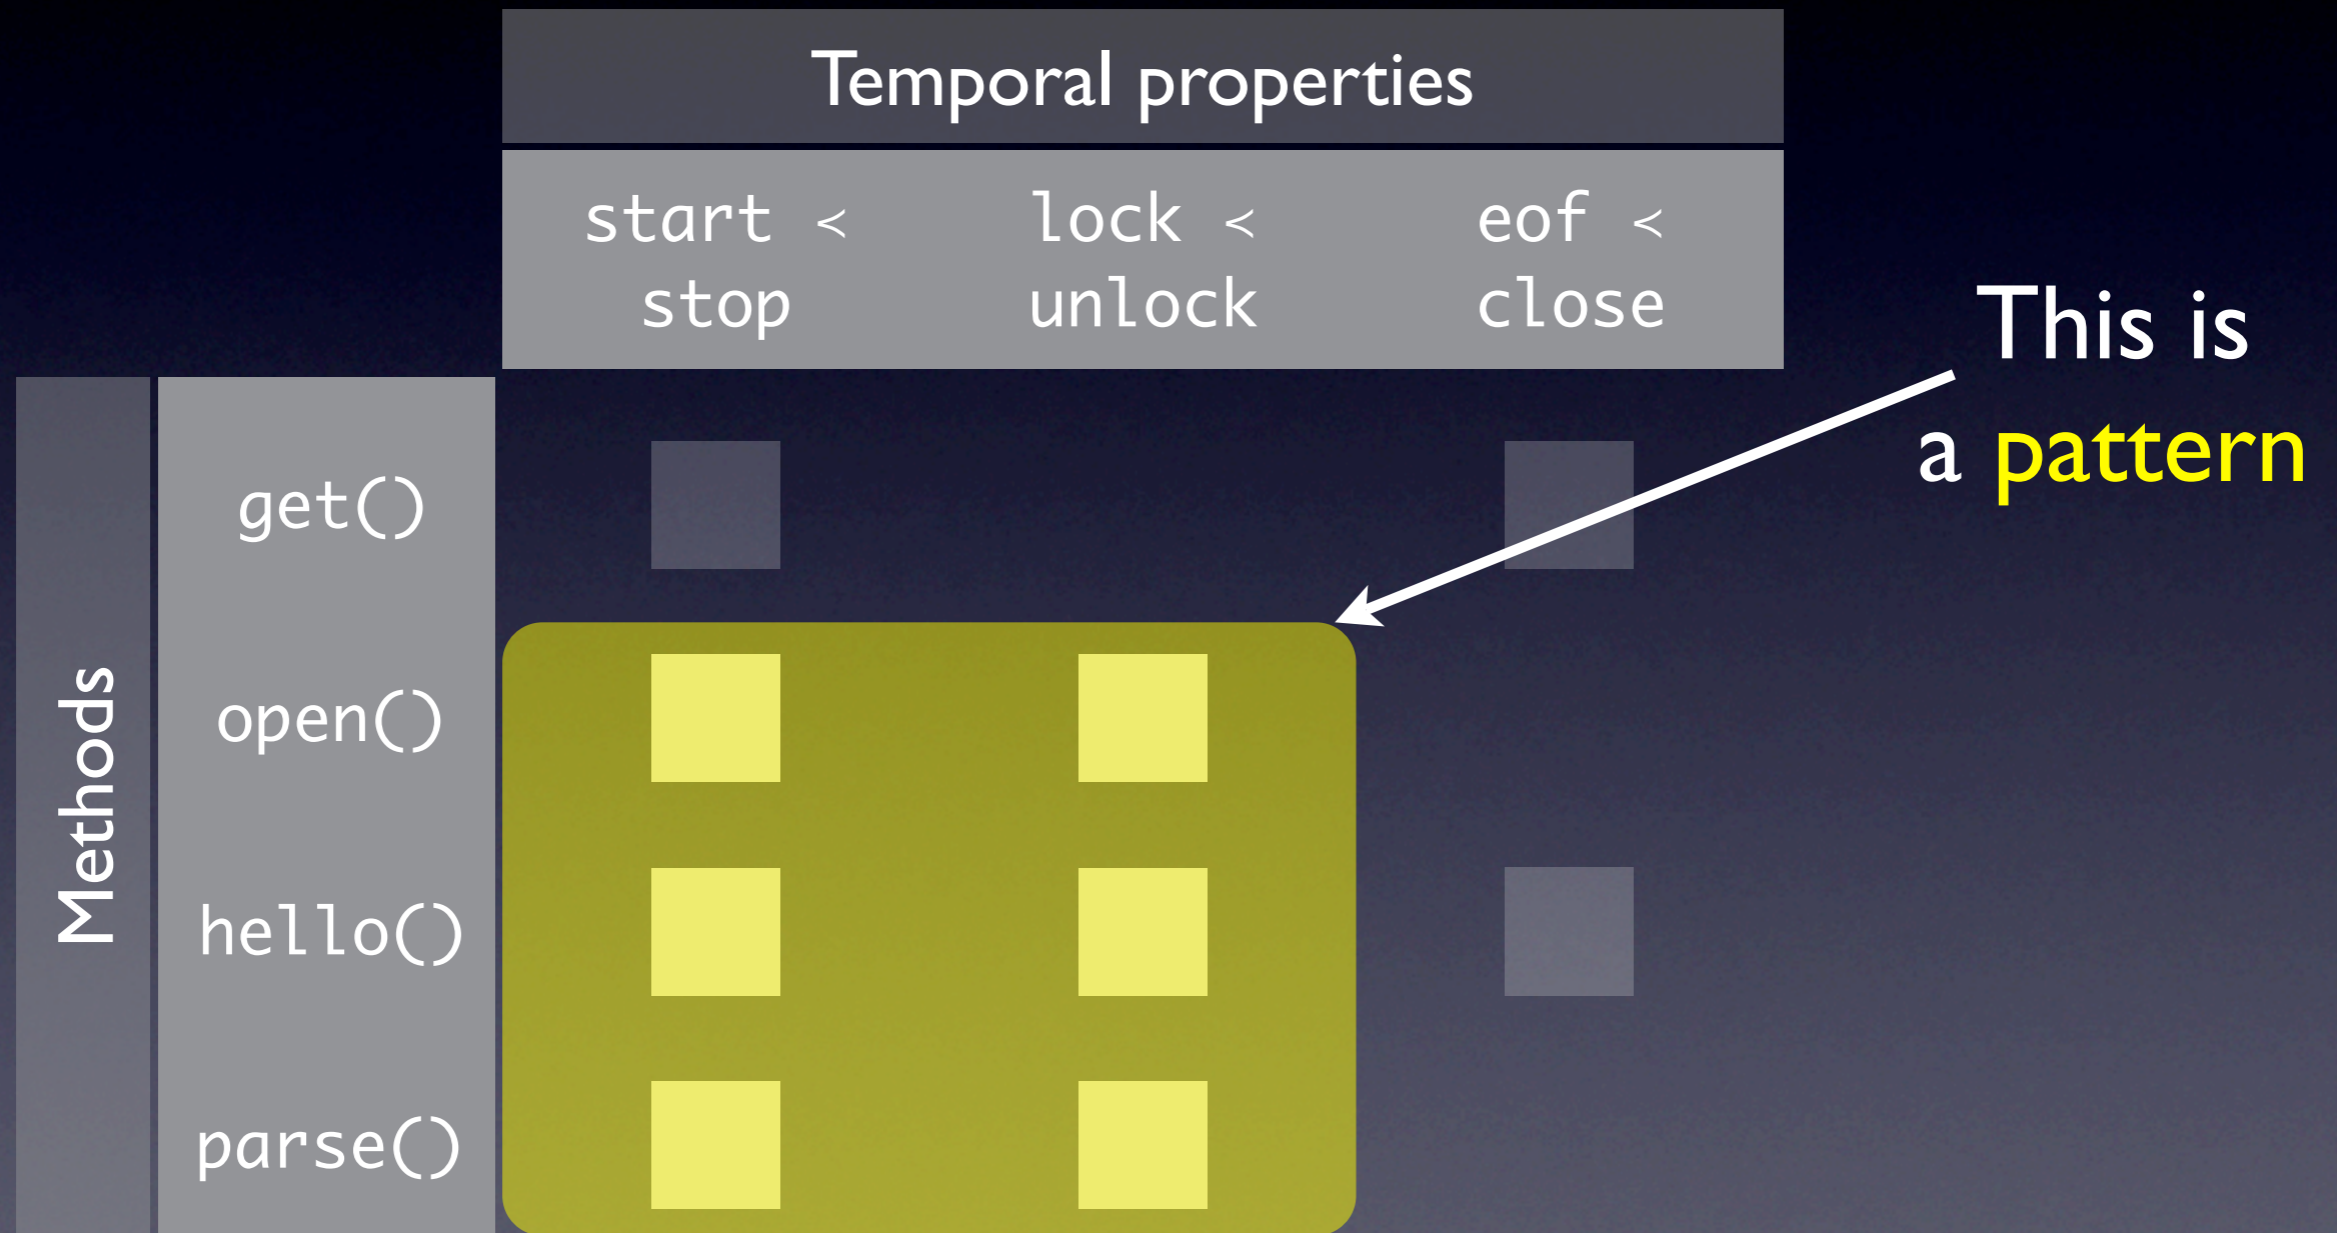 Temporal properties
start ≺
stop
lock ≺
unlock
eof ≺
close
This is
a pattern
Methods
get()
open()
hello()
parse()